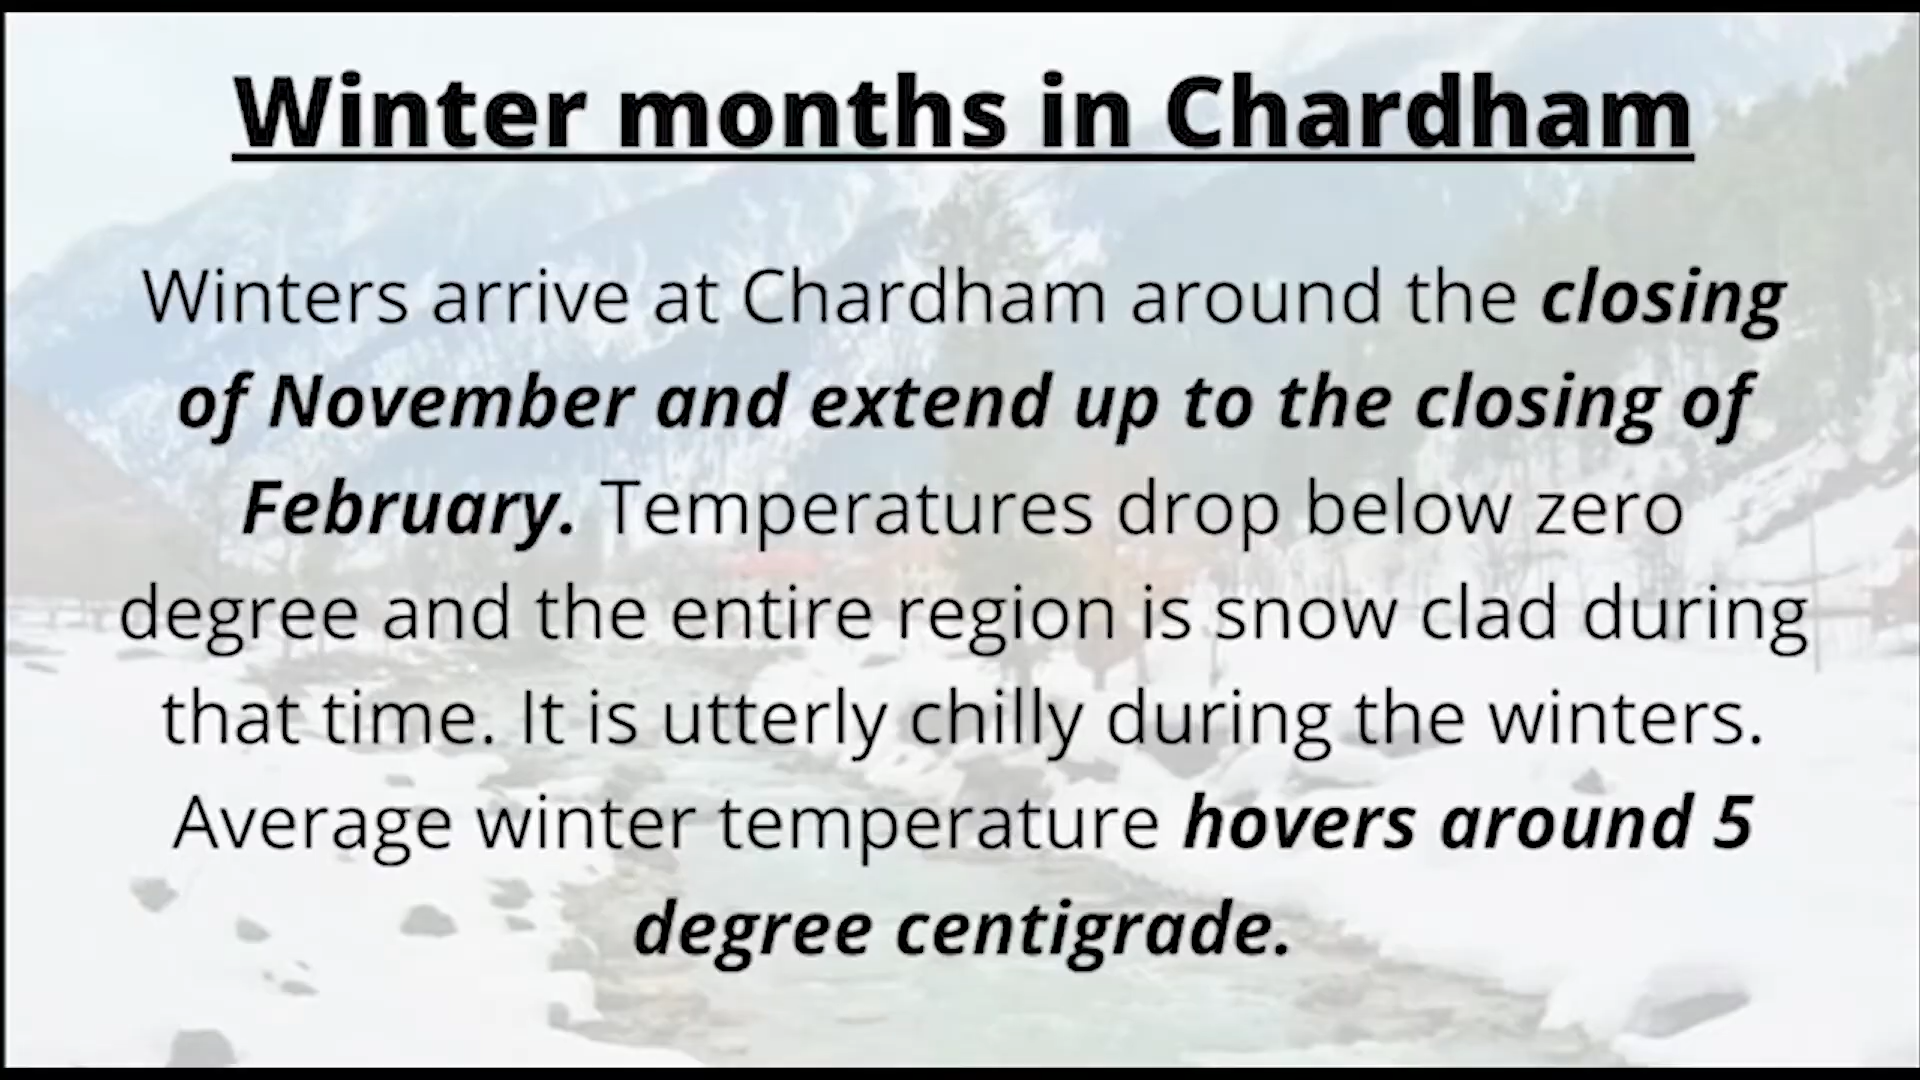 Winter months in Chardham
Winters arrive at Chardham around the closing
of November and extend up to the closing of
February. Temperatures drop below zero
degree and the entire region is snow clad during
that time. It is utterly chilly during the winters.
Average winter temperature hovers around 5
degree centigrade.